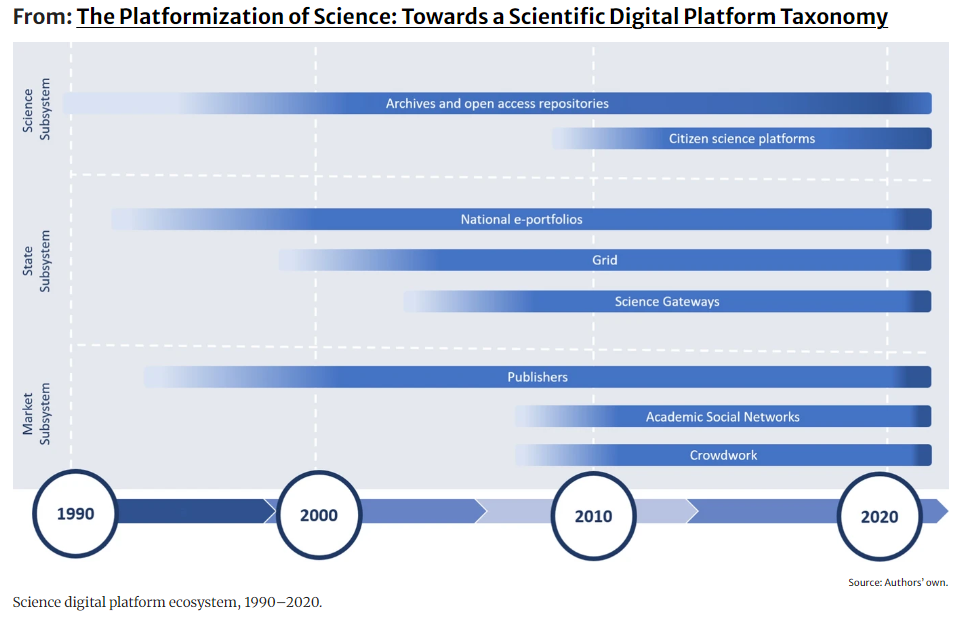 From: The Platformization of Science: Towards a Scientific Digital Platform Taxonomy
Science
Subsystem
Archives and open access repositories
Citizen science platforms
State
Subsystem
National e-portfolios
Grid
Science Gateways
Market
Subsystem
Publishers
Academic Social Networks
Crowdwork
1990
2000
2010
2020
Source: Authors' own.
Science digital platform ecosystem, 1990–2020.